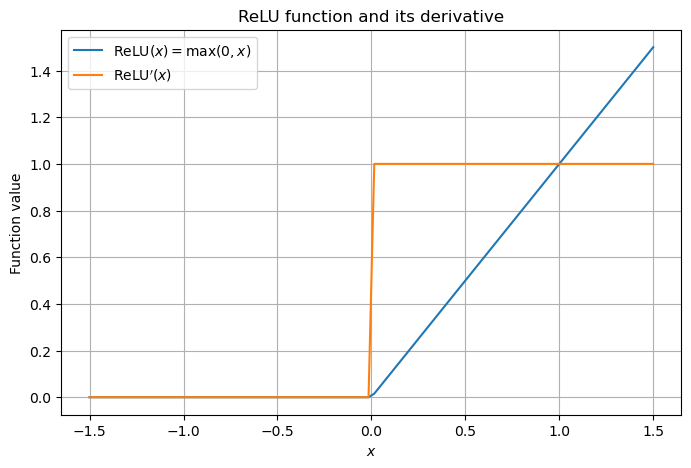 ReLU function and its derivative
ReLU(x) = max(0, x)
ReLU′(x)
Function value
1.4
1.2
1.0
0.8
0.6
0.4
0.2
0.0
−1.5 −1.0 −0.5 0.0 0.5 1.0 1.5
x